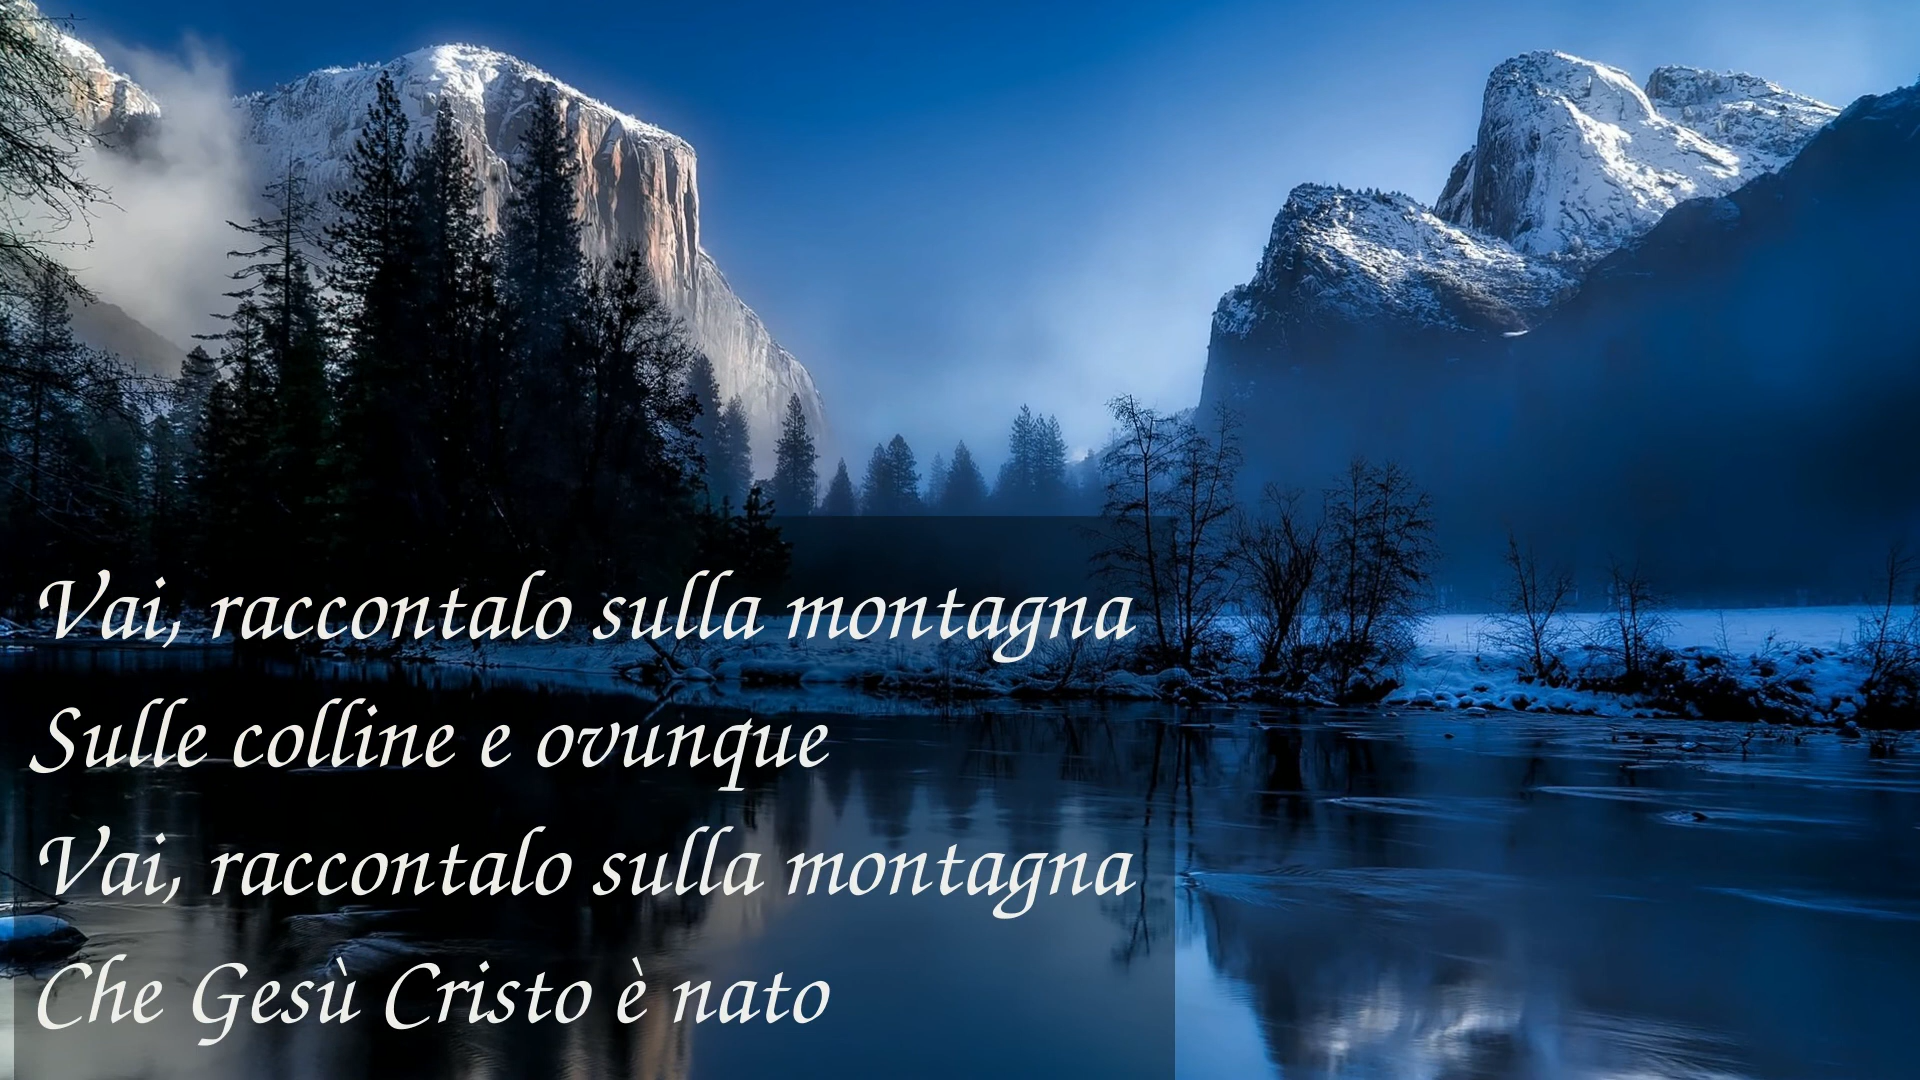 Vai, raccontalo sulla montagna
Sulle colline e ovunque
Vai, raccontalo sulla montagna
Che Gesù Cristo è nato